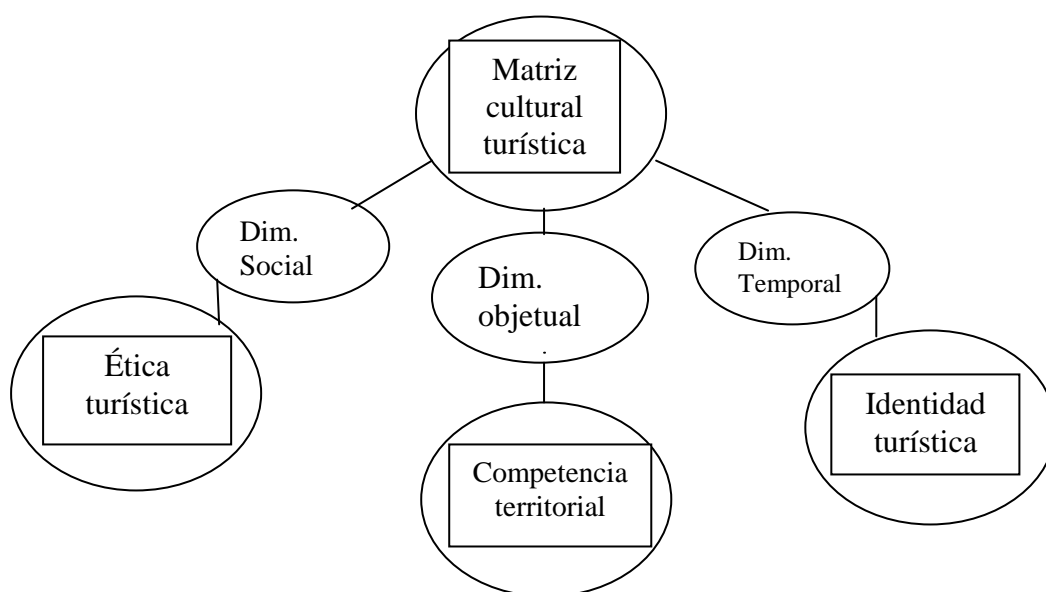 Matriz
cultural
turística
Dim.
Social
Dim.
objetual
.
Dim.
Temporal
Ética
turística
Competencia
territorial
Identidad
turística